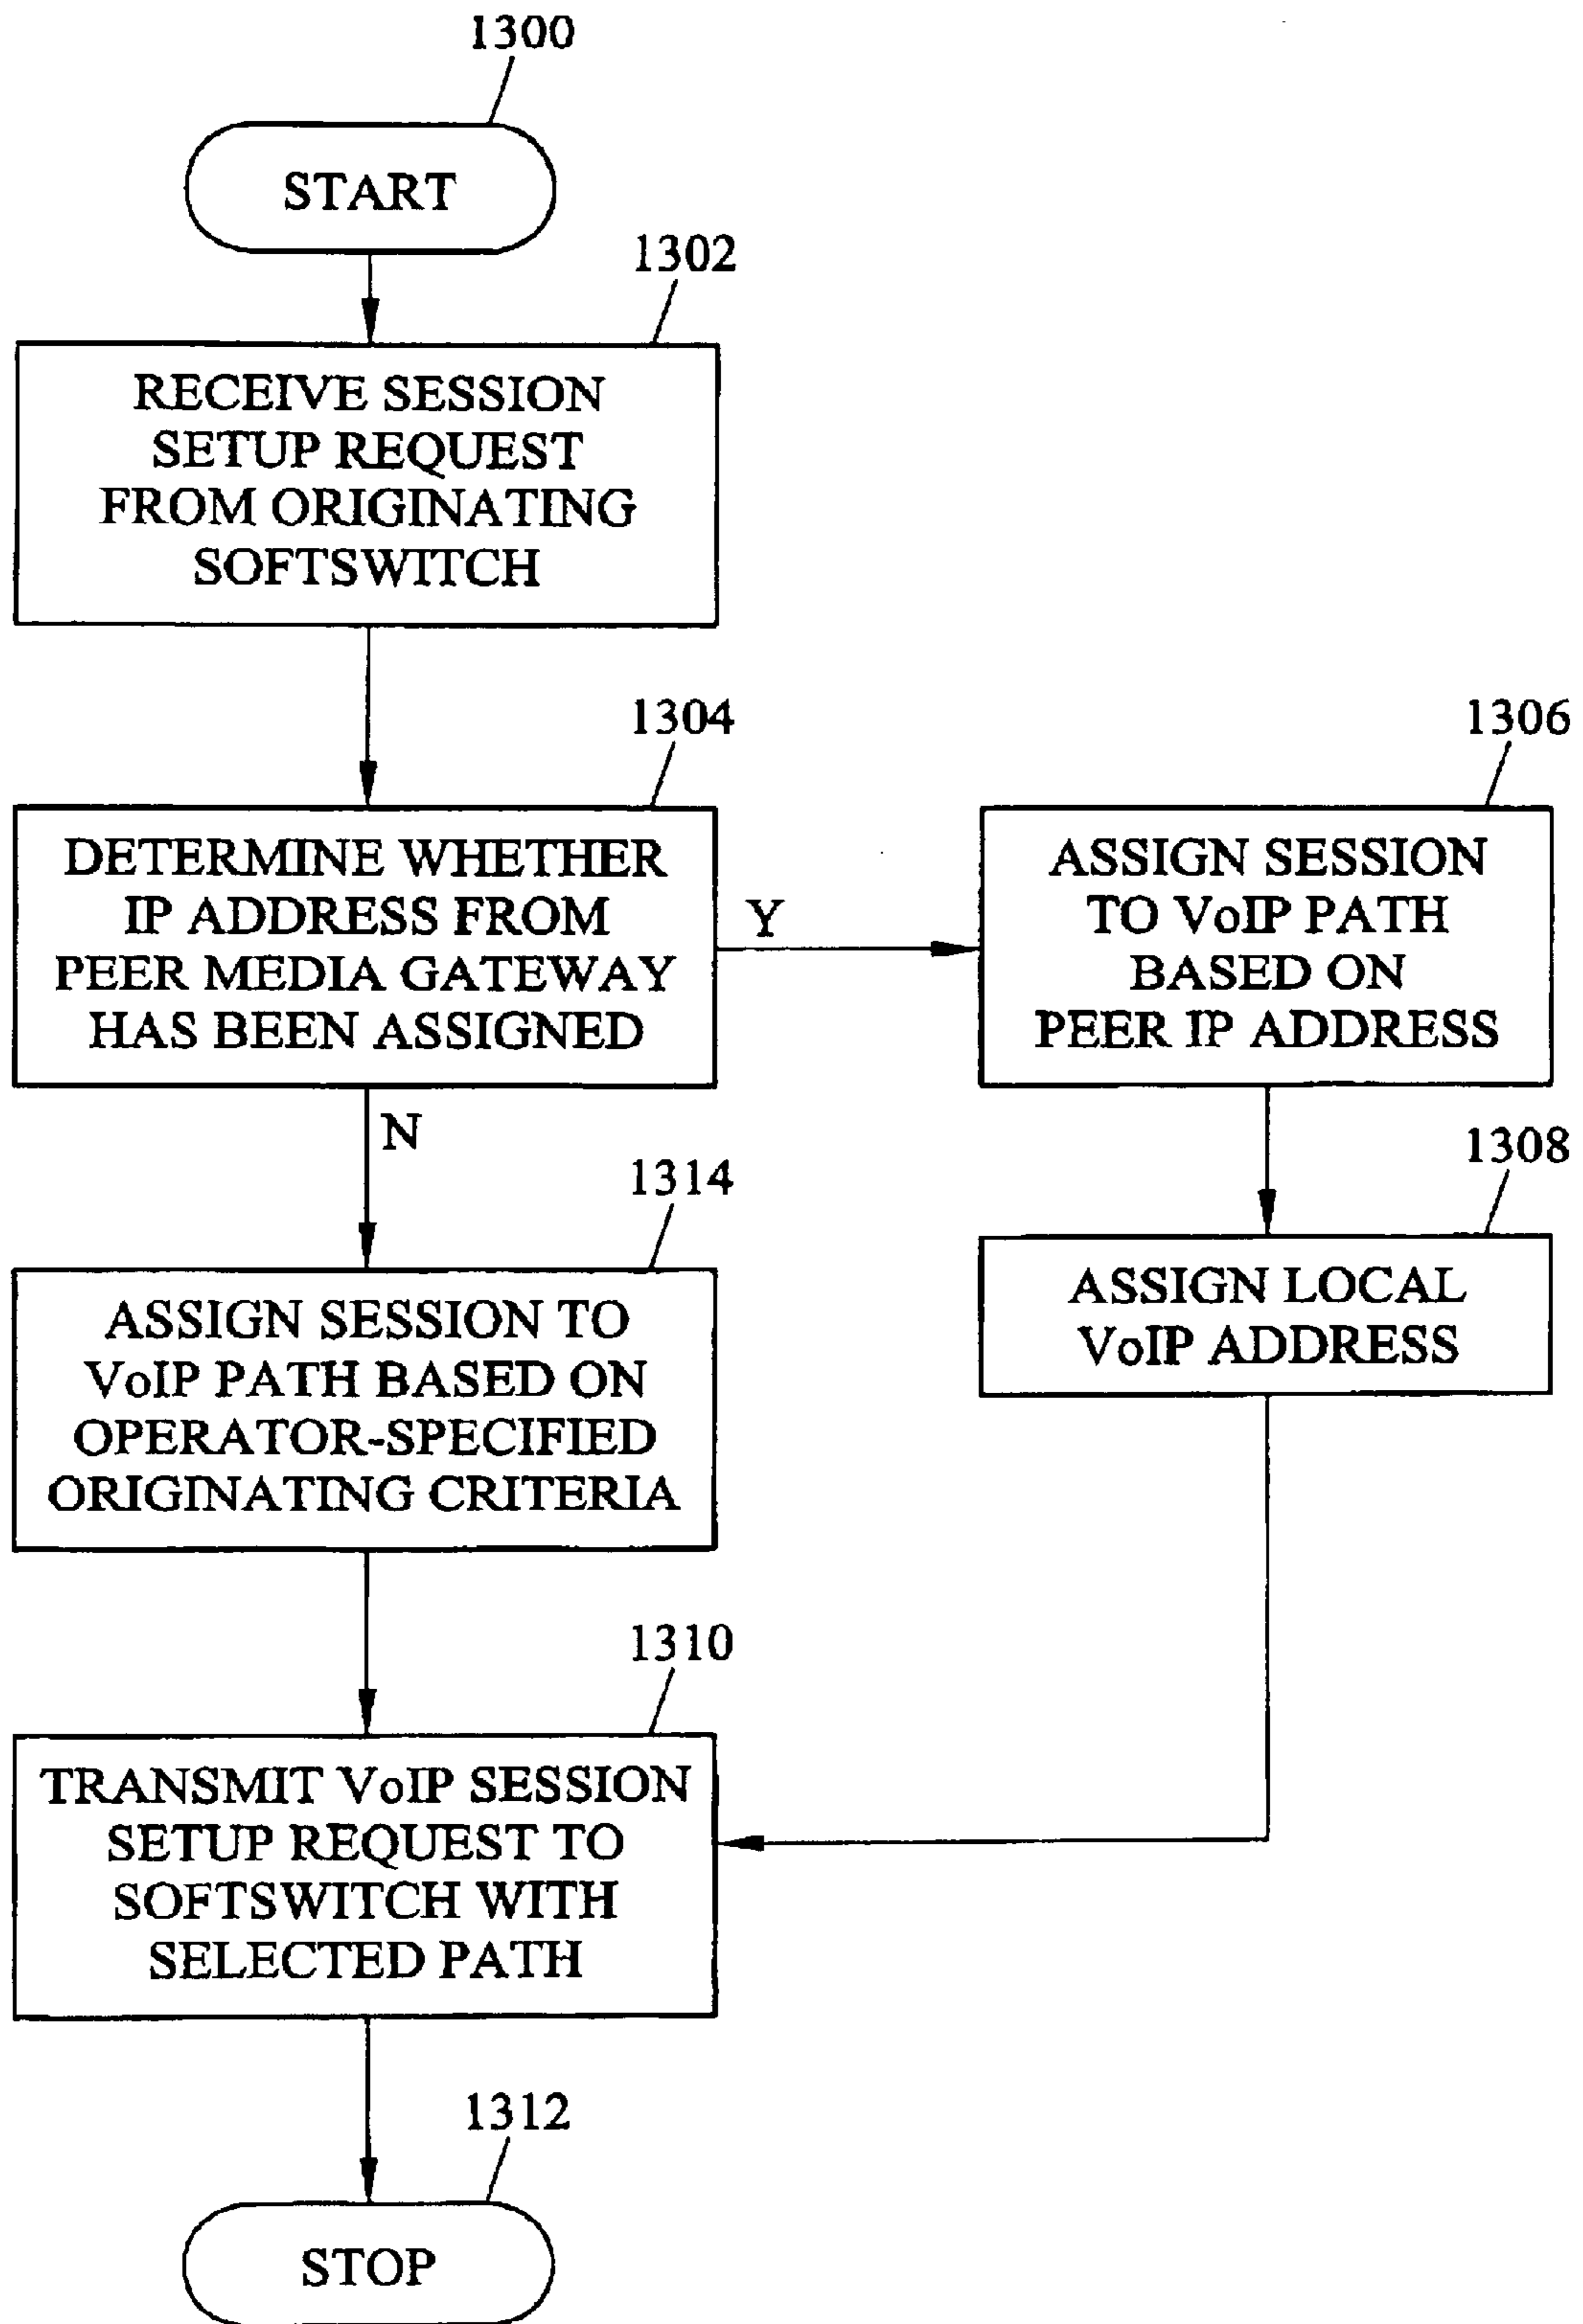 1300
START
1302
RECEIVE SESSION
SETUP REQUEST
FROM ORIGINATING
SOFTSWITCH
1304
DETERMINE WHETHER
IP ADDRESS FROM
PEER MEDIA GATEWAY
HAS BEEN ASSIGNED
Y
1306
ASSIGN SESSION
TO VoIP PATH
BASED ON
PEER IP ADDRESS
N
1308
ASSIGN LOCAL
VoIP ADDRESS
1314
ASSIGN SESSION TO
VoIP PATH BASED ON
OPERATOR-SPECIFIED
ORIGINATING CRITERIA
1310
TRANSMIT VoIP SESSION
SETUP REQUEST TO
SOFTSWITCH WITH
SELECTED PATH
1312
STOP